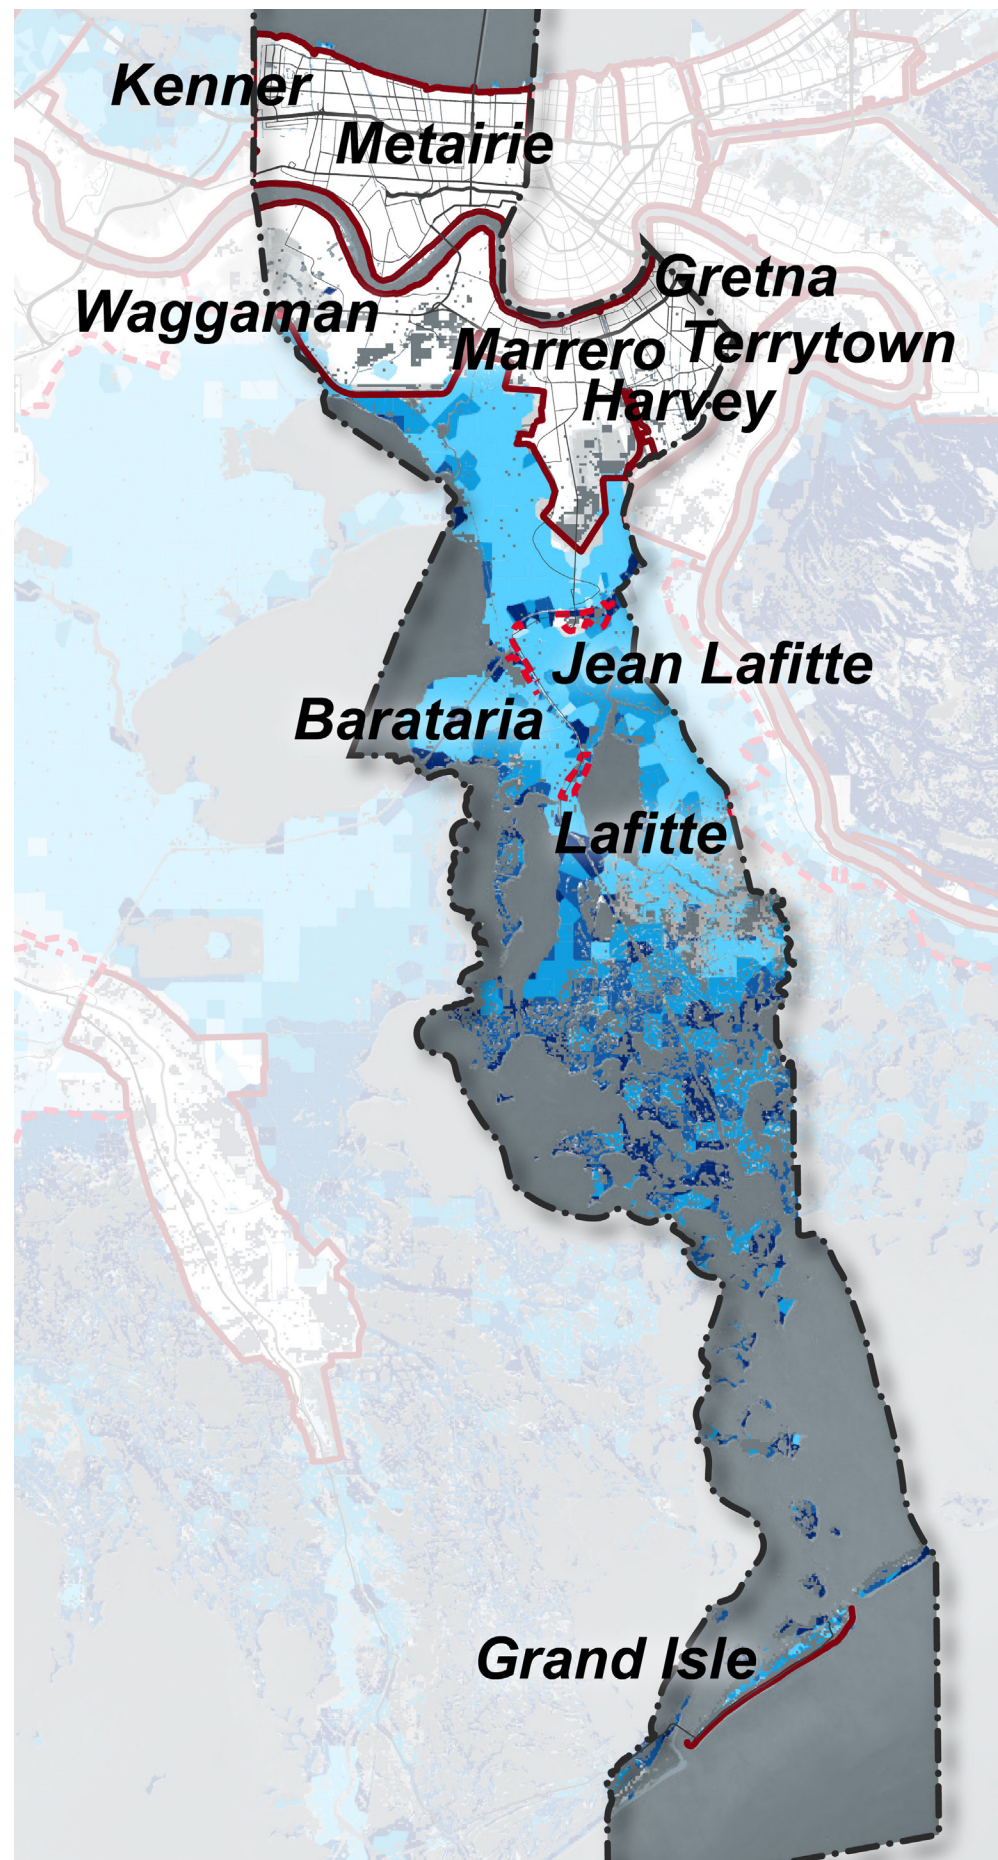 Kenner
Metairie
Gretna
Waggaman
Marrero
Terrytown
Harvey
Jean Lafitte
Barataria
Lafitte
Grand Isle